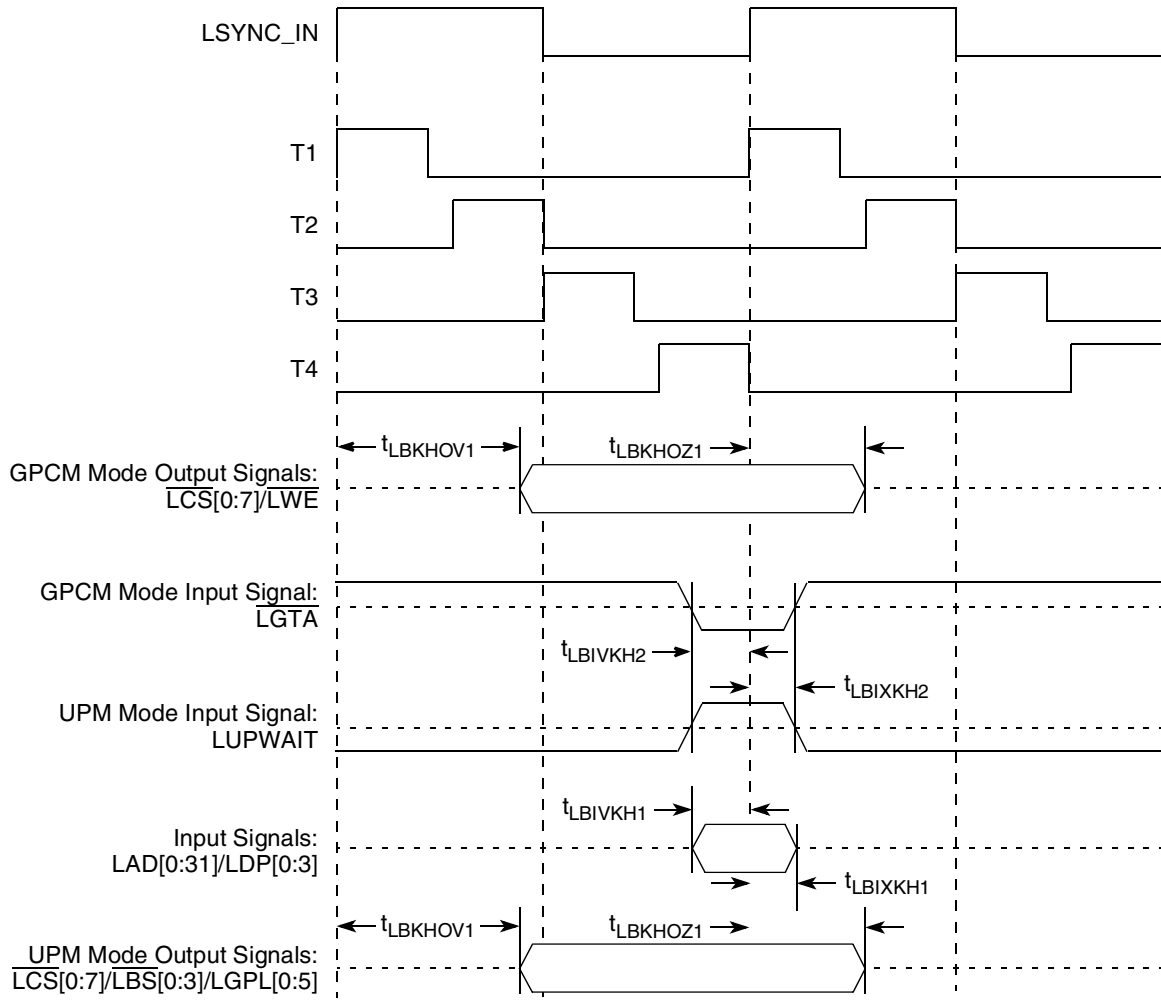 LSYNC_IN
T1
T2
T3
T4
tLBKHOV1 tLBKHOZ1
GPCM Mode Output Signals:
LCS[0:7]/LWE
GPCM Mode Input Signal:
LGTA
tLBIVKH2
tLBIXKH2
UPM Mode Input Signal:
LUPWAIT
tLBIVKH1
Input Signals:
LAD[0:31]/LDP[0:3]
tLBIXKH1
tLBKHOV1 tLBKHOZ1
UPM Mode Output Signals:
LCS[0:7]/LBS[0:3]/LGPL[0:5]